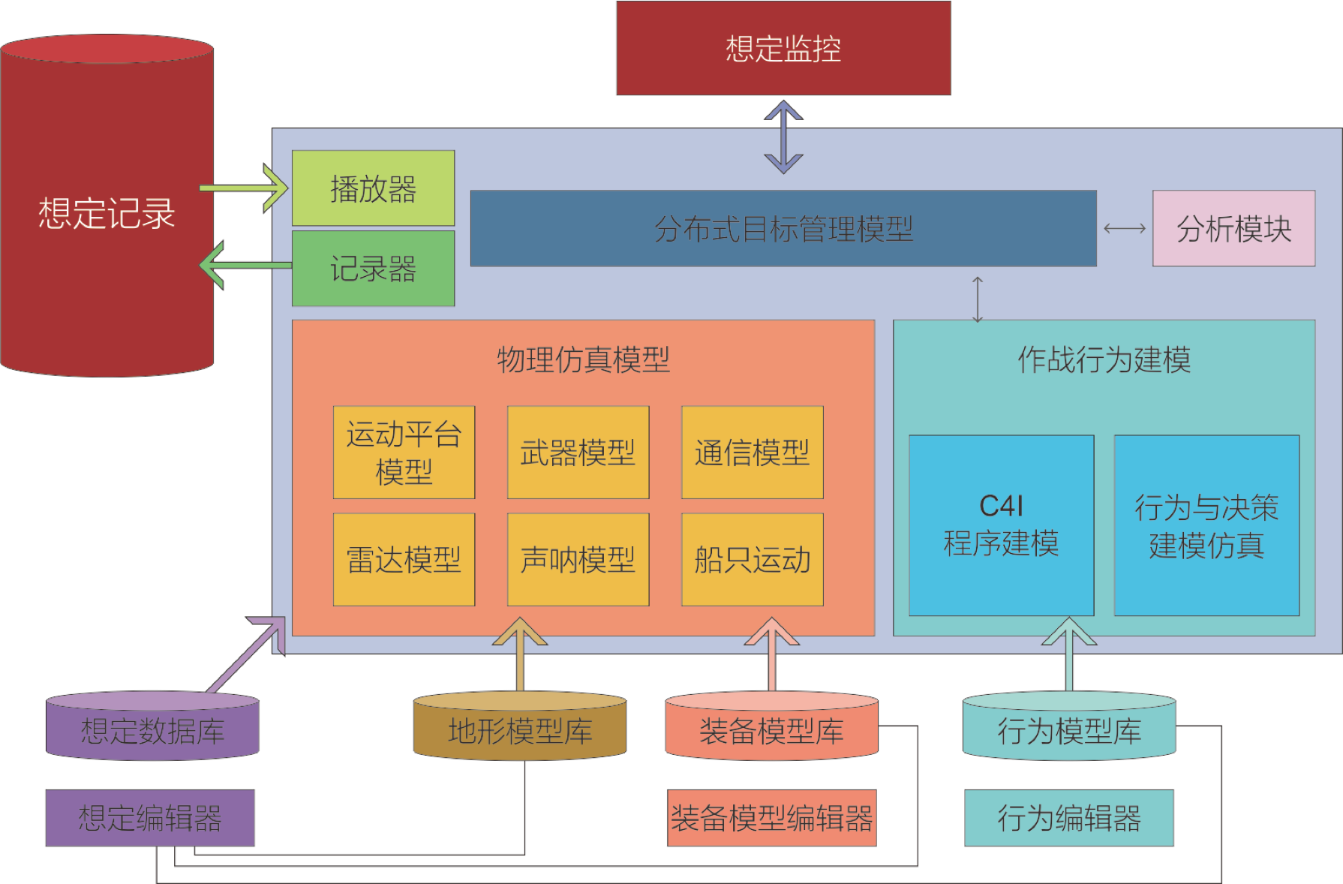 想定监控
想定记录
播放器
记录器
分布式目标管理模型
分析模块
物理仿真模型
运动平台
模型
武器模型
通信模型
雷达模型
声呐模型
船只运动
作战行为建模
C4I
程序建模
行为与决策
建模仿真
想定数据库
地形模型库
装备模型库
行为模型库
想定编辑器
装备模型编辑器
行为编辑器